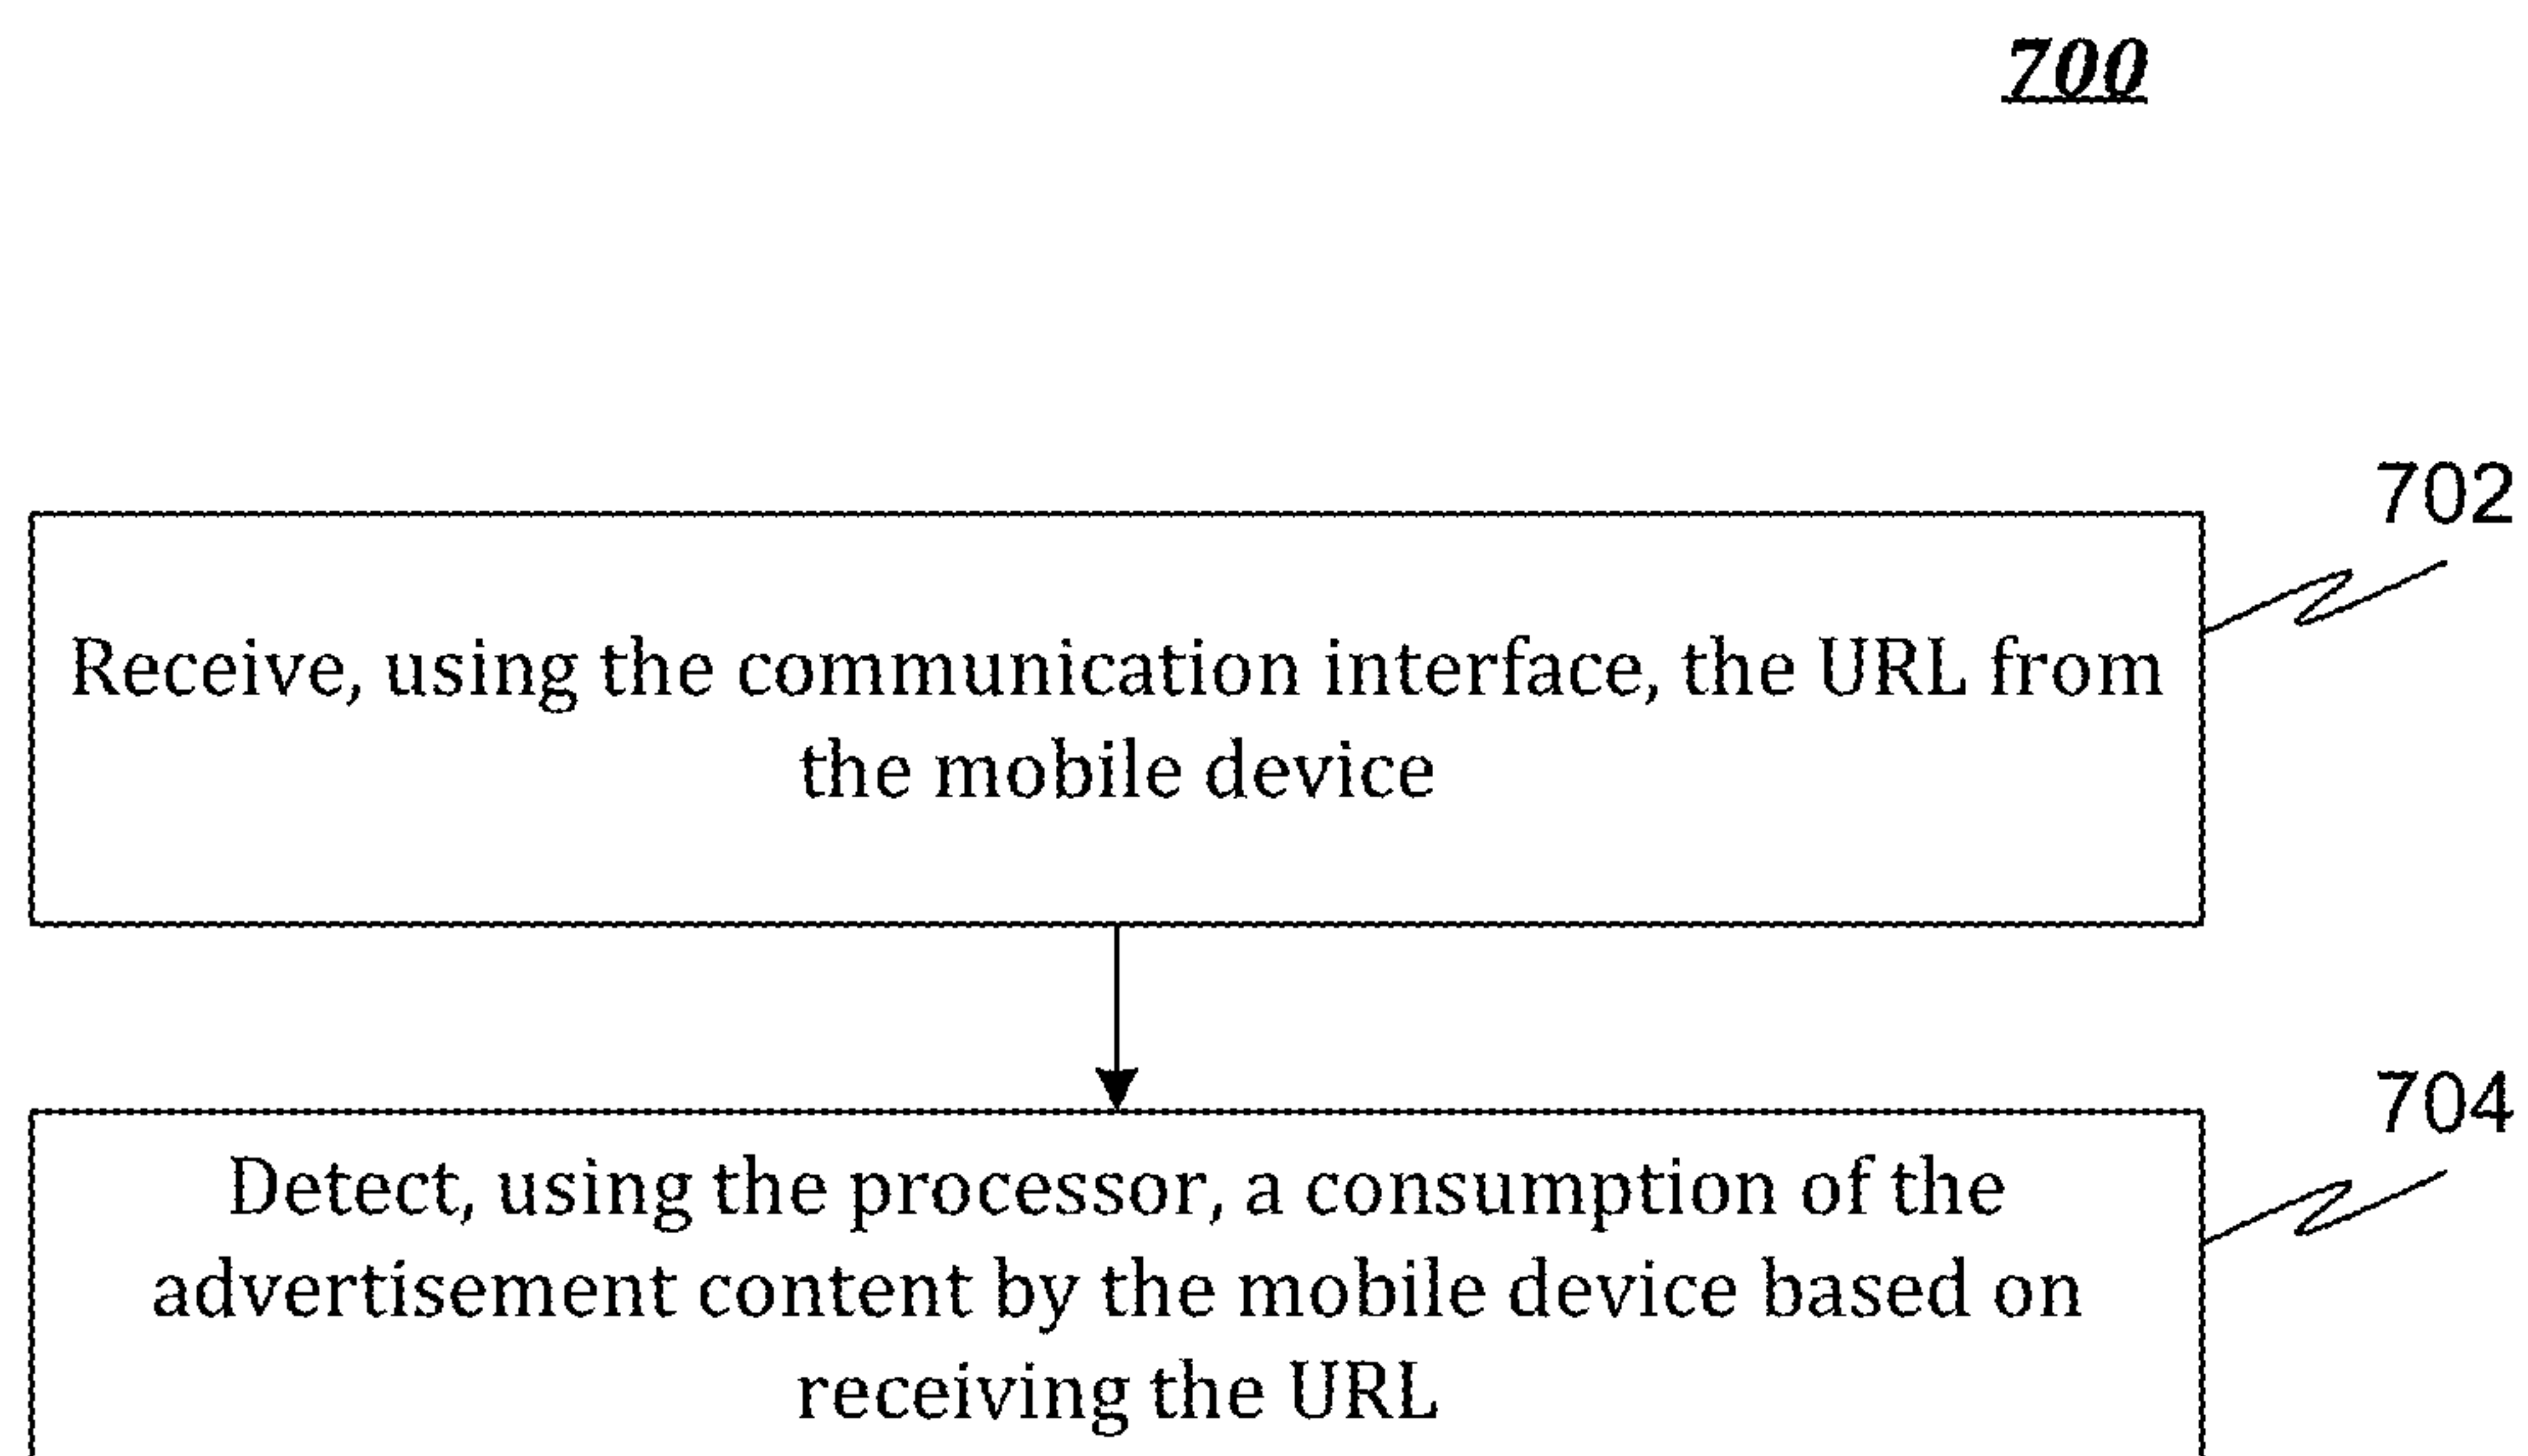 700
702
Receive, using the communication interface, the URL from
the mobile device
704
Detect, using the processor, a consumption of the
advertisement content by the mobile device based on
receiving the URL